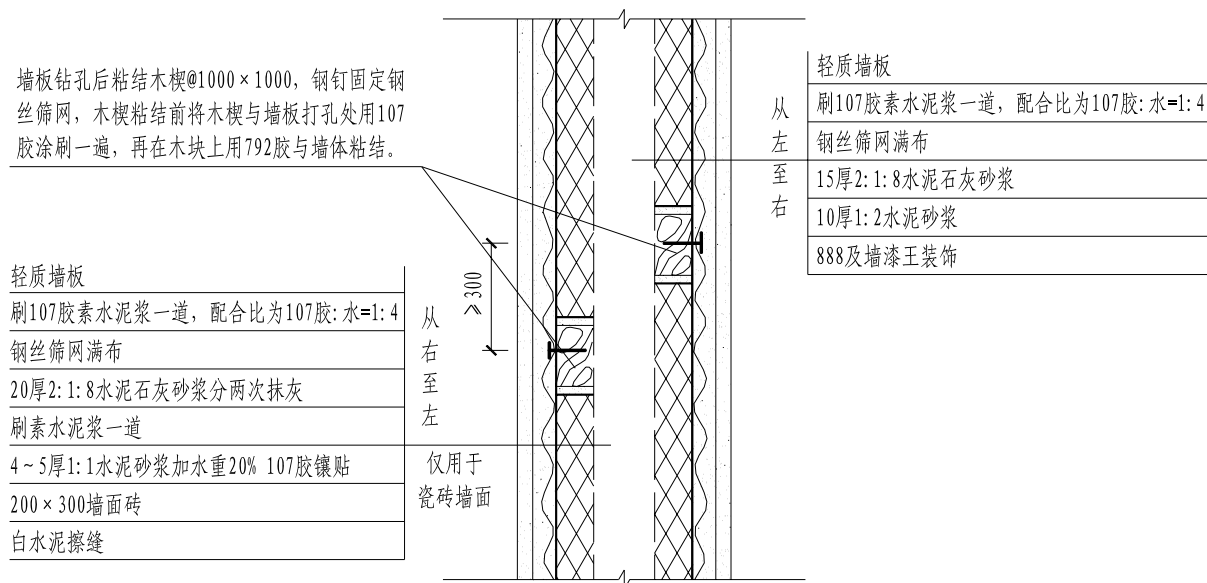 墙板钻孔后粘结木楔@1000×1000, 钢钉固定钢
丝筛网, 木楔粘结前将木楔与墙板打孔处用107
胶涂刷一遍, 再在木块上用792胶与墙体粘结。
轻质墙板
刷107胶素水泥浆一道, 配合比为107胶: 水=1: 4
钢丝筛网满布
20厚2: 1: 8水泥石灰砂浆分两次抹灰
刷素水泥浆一道
4~5厚1: 1水泥砂浆加水重20% 107胶镶贴
200×300墙面砖
白水泥擦缝
从
右
至
左
仅用于
瓷砖墙面
≥300
从
左
至
右
轻质墙板
刷107胶素水泥浆一道, 配合比为107胶: 水=1: 4
钢丝筛网满布
15厚2: 1: 8水泥石灰砂浆
10厚1: 2水泥砂浆
888及墙漆王装饰